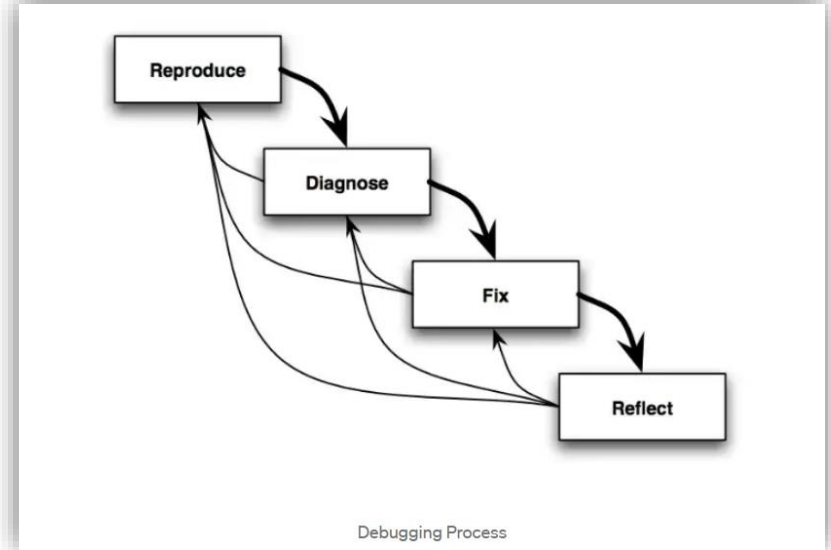 Reproduce
Diagnose
Fix
Reflect
Debugging Process